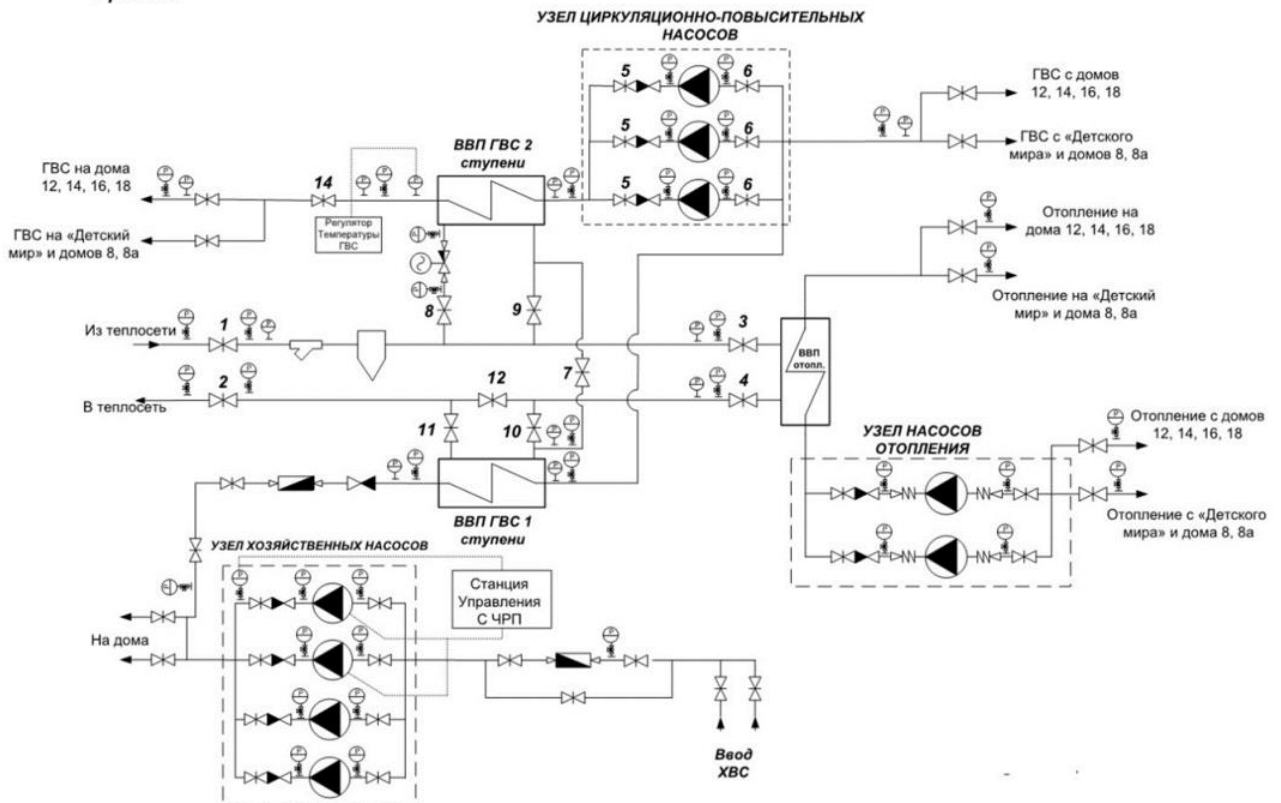 УЗЕЛ ЦИРКУЛЯЦИОННО-ПОВЫСИТЕЛЬНЫХ
НАСОСОВ
5
6
5
6
5
6
ГВС с домов
12, 14, 16, 18
ГВС с «Детского
мира» и домов 8, 8а
ГВС на дома
12, 14, 16, 18
ГВС на «Детский
мир» и домов 8, 8а
14
Регулятор
Температуры
ГВС
ВВП ГВС 2
ступени
Отопление на
дома 12, 14, 16, 18
Отопление на «Детский
мир» и дома 8, 8а
Из теплосети
1
8
9
3
7
ВВП
отопл.
В теплосеть
2
12
4
11
10
ВВП ГВС 1
ступени
УЗЕЛ НАСОСОВ
ОТОПЛЕНИЯ
Отопление с домов
12, 14, 16, 18
Отопление с «Детского
мира» и дома 8, 8а
УЗЕЛ ХОЗЯЙСТВЕННЫХ НАСОСОВ
Станция
Управления
С ЧРП
На дома
Ввод
ХВС